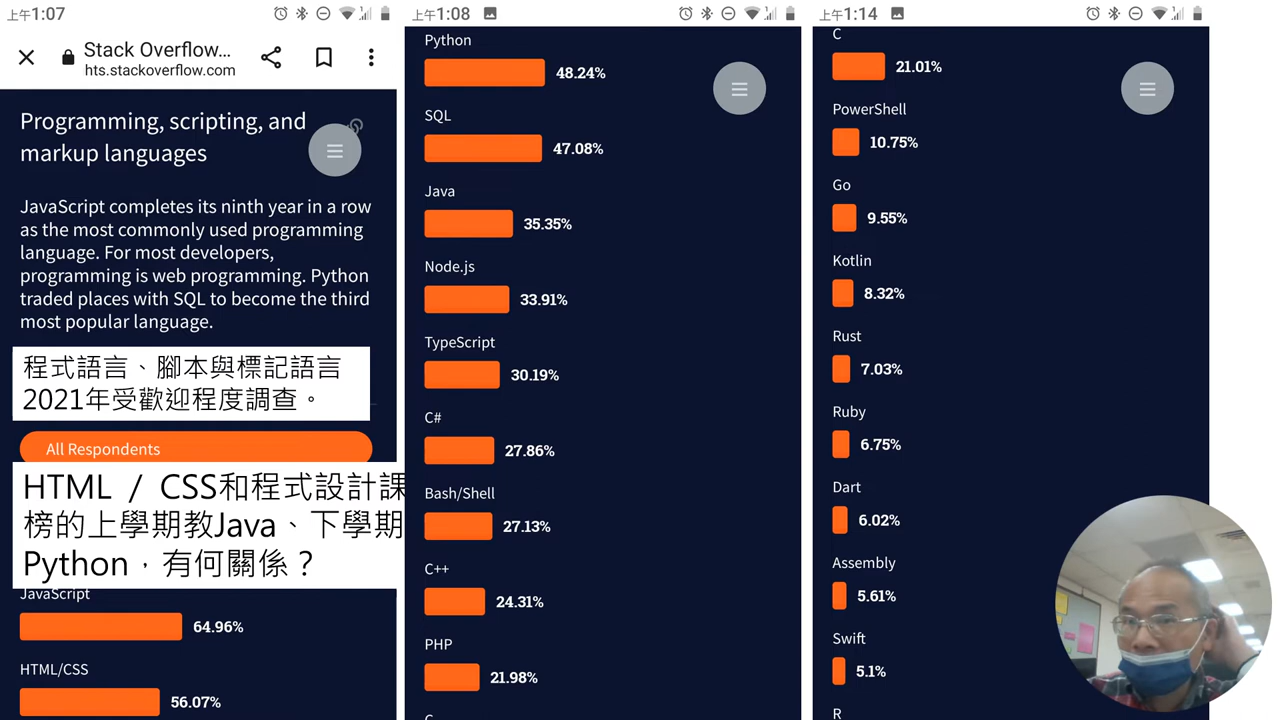 上午1:07
Stack Overflow...
hts.stackoverflow.com
Programming, scripting, and
markup languages
JavaScript completes its ninth year in a row
as the most commonly used programming
language. For most developers,
programming is web programming. Python
traded places with SQL to become the third
most popular language.
程式語言、腳本與標記語言
2021年受歡迎程度調查。
All Respondents
HTML / CSS和程式設計課
榜的上學期教Java、下學期
Python，有何關係？
JavaScript
64.96%
HTML/CSS
56.07%
上午1:08
Python
48.24%
SQL
47.08%
Java
35.35%
Node.js
33.91%
TypeScript
30.19%
C#
27.86%
Bash/Shell
27.13%
C++
24.31%
PHP
21.98%
C
上午1:14
C
21.01%
PowerShell
10.75%
Go
9.55%
Kotlin
8.32%
Rust
7.03%
Ruby
6.75%
Dart
6.02%
Assembly
5.61%
Swift
5.1%
R